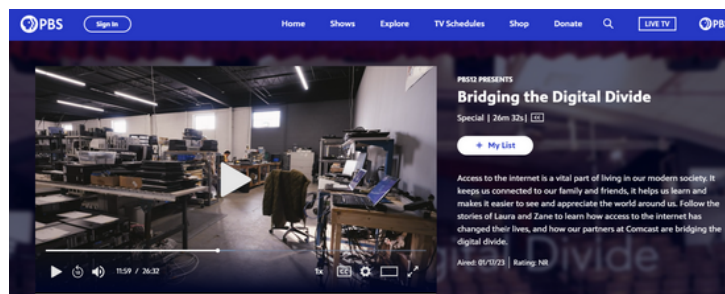 PBS
Sign In
Home Shows Explore TV Schedules Shop Donate LIVE TV PBS
PBS12 PRESENTS
Bridging the Digital Divide
Special | 26m 32s | CC
+ My List
Access to the internet is a vital part of living in our modern society. It
keeps us connected to our family and friends, it helps us learn and
makes it easier to see and appreciate the world around us. Follow the
stories of Laura and Zane to learn how access to the internet has
changed their lives, and how our partners at Comcast are bridging the
digital divide.
Aired: 01/17/23 | Rating: NR
11:59 / 26:32
1x CC
Divide